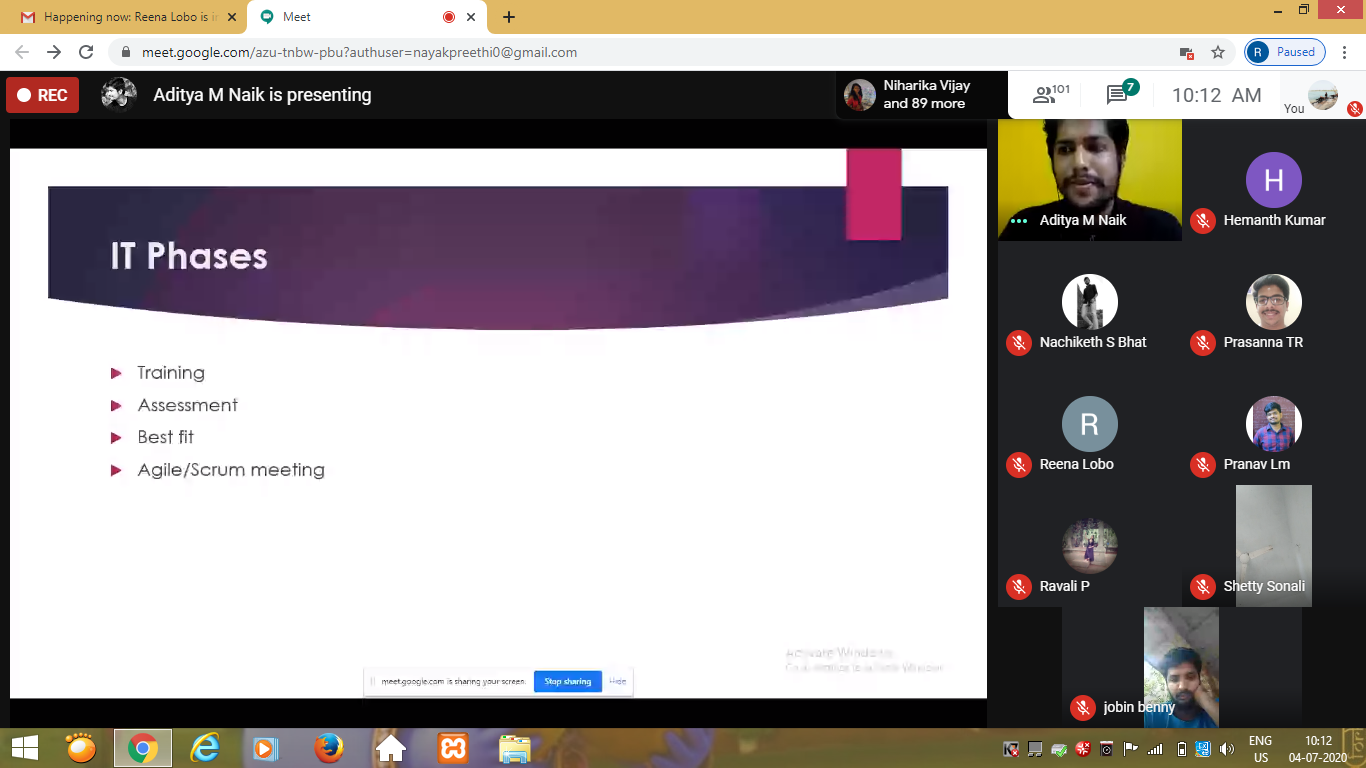 Happening now: Reena Lobo is i
Meet
meet.google.com/azu-tnbw-pbu?authuser=nayakpreethi0@gmail.com
R
Paused
REC
Aditya M Naik is presenting
Niharika Vijay
and 89 more
101
7
10:12 AM
You
IT Phases
Training
Assessment
Best fit
Agile/Scrum meeting
Activate Windows
meet.google.com is sharing your screen.
Stop sharing
Hide
Aditya M Naik
H
Hemanth Kumar
Nachiketh S Bhat
Prasanna TR
R
Reena Lobo
Pranav Lm
Ravali P
Shetty Sonali
jobin benny
ENG
US
10:12
04-07-2020